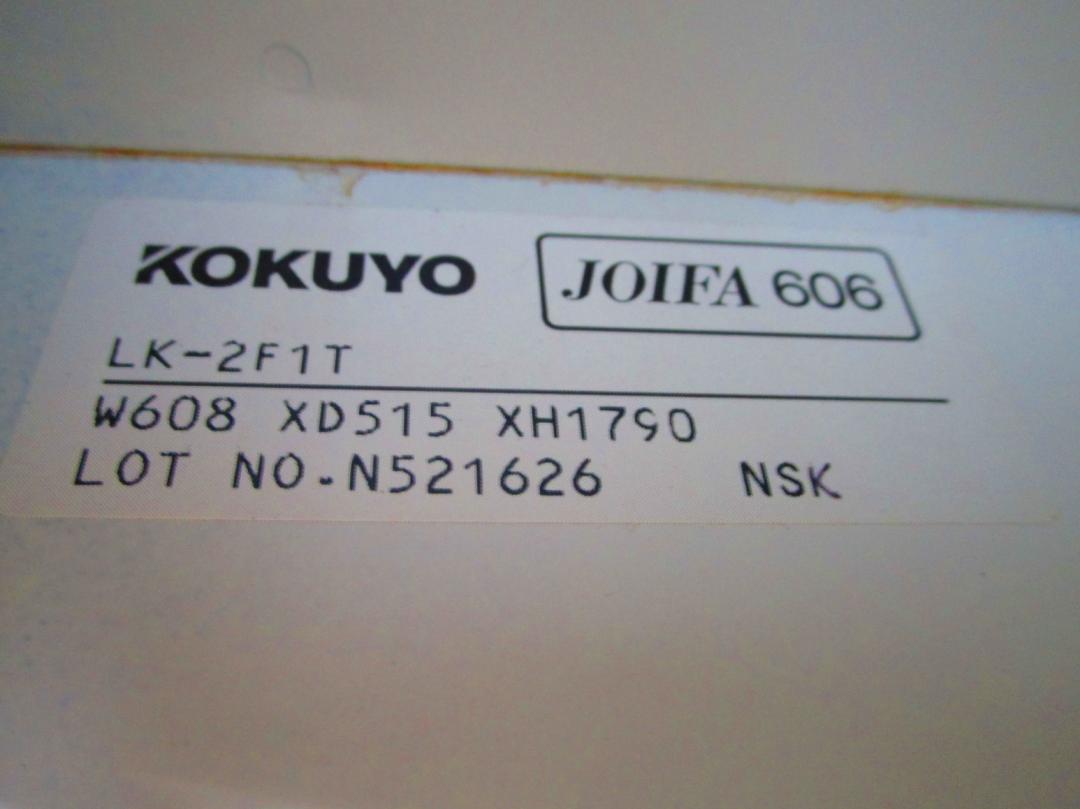 KOKUYO JOIFA 606
LK-2F1T
W608 XD515 XH1790
LOT NO.N521626 NSK